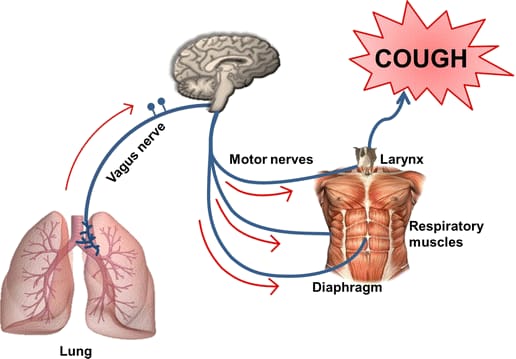 COUGH
Vagus nerve
Motor nerves
Larynx
Respiratory
muscles
Diaphragm
Lung